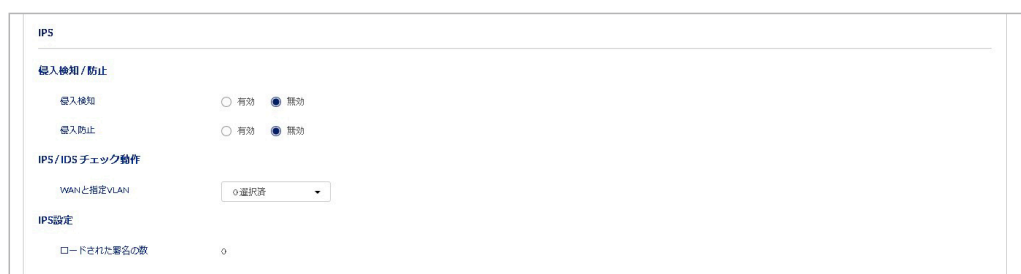 IPS
侵入検知 / 防止
侵入検知 有効 無効
侵入防止 有効 無効
IPS / IDS チェック動作
WANと指定VLAN 0 選択済
IPS設定
ロードされた署名の数 0